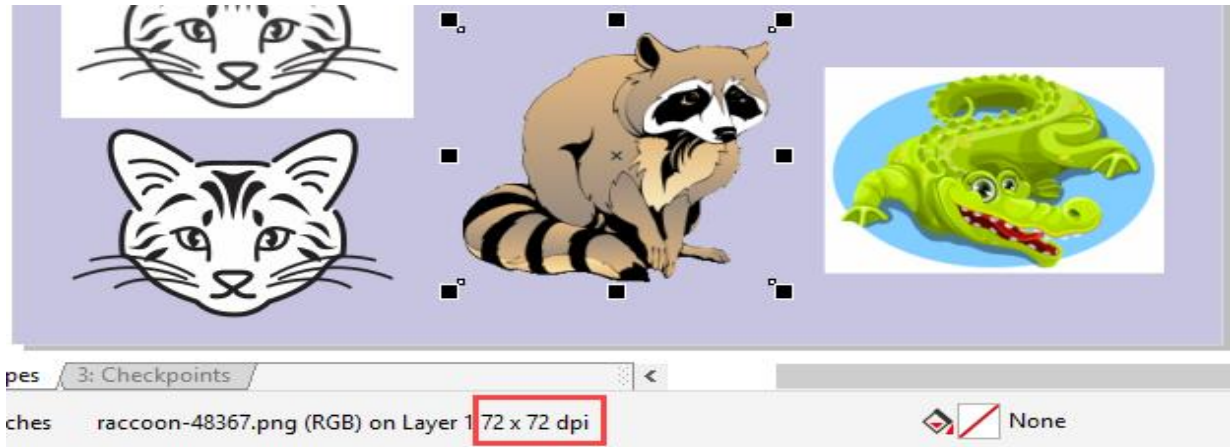 pes 3: Checkpoints
ches raccoon-48367.png (RGB) on Layer 1 72 x 72 dpi None